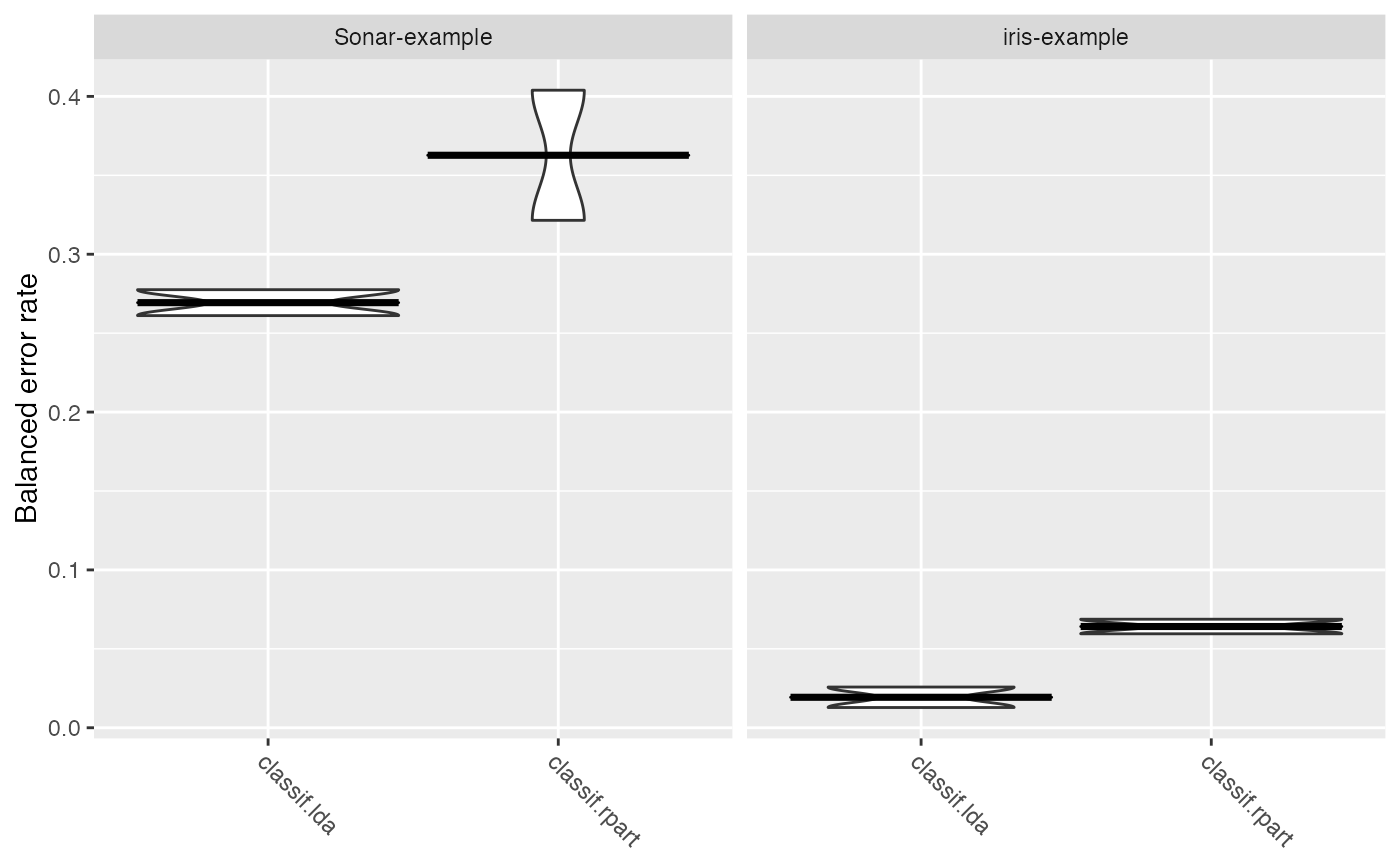 Sonar-example
iris-example
Balanced error rate
0.4
0.3
0.2
0.1
0.0
classif.lda
classif.rpart
classif.lda
classif.rpart